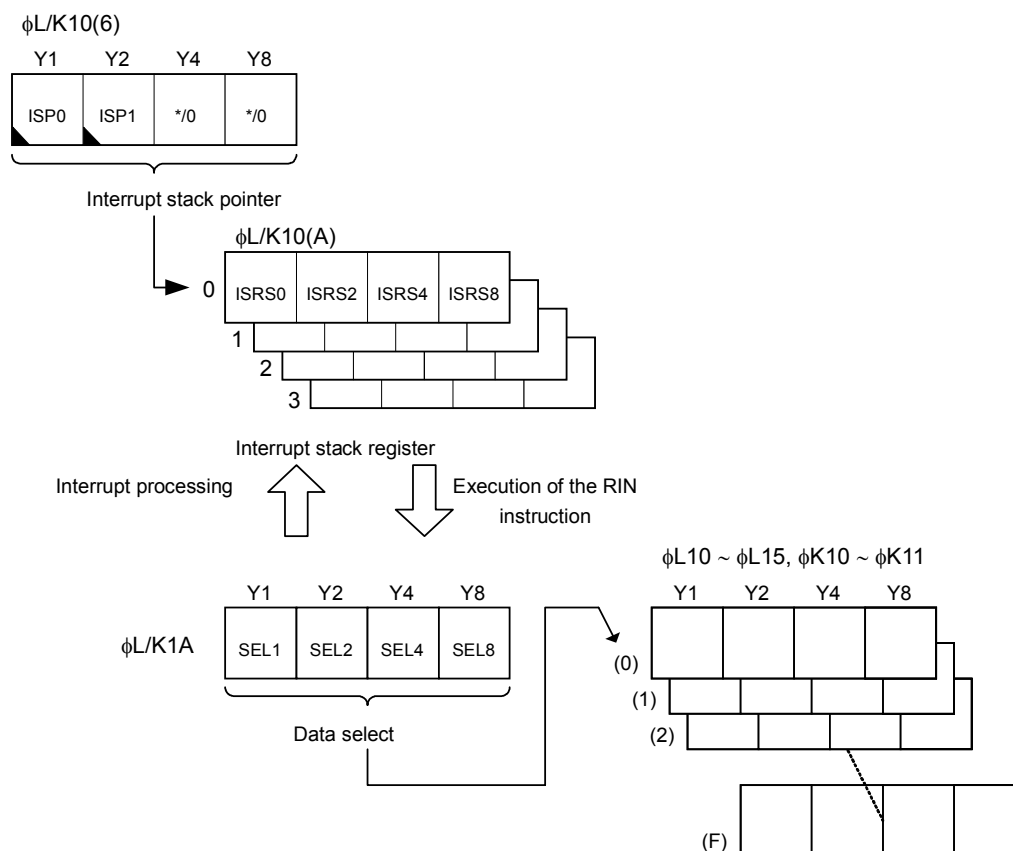 ϕL/K10(6)
Y1 Y2 Y4 Y8
ISP0 ISP1 */0 */0
Interrupt stack pointer
ϕL/K10(A)
0 ISRS0 ISRS2 ISRS4 ISRS8
1
2
3
Interrupt stack register
Interrupt processing
Execution of the RIN
instruction
ϕL10 ~ ϕL15, ϕK10 ~ ϕK11
Y1 Y2 Y4 Y8
Y1 Y2 Y4 Y8
ϕL/K1A SEL1 SEL2 SEL4 SEL8
(0)
(1)
(2)
Data select
(F)